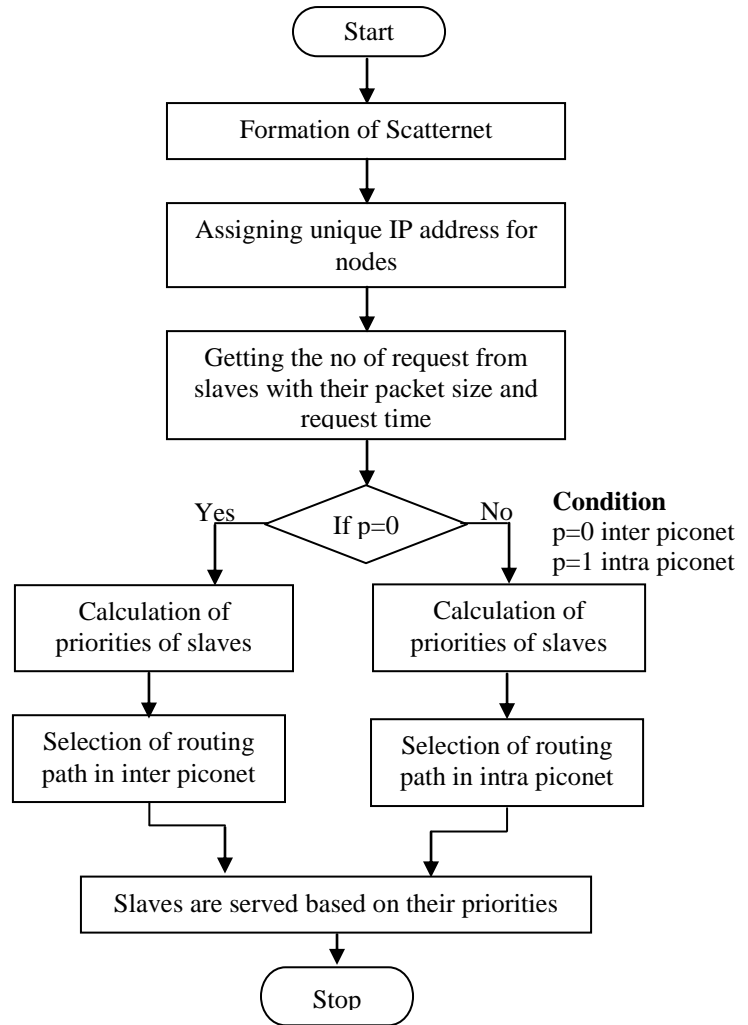 Start
Formation of Scatternet
Assigning unique IP address for
nodes
Getting the no of request from
slaves with their packet size and
request time
If p=0
Yes
No
Condition
p=0 inter piconet
p=1 intra piconet
Calculation of
priorities of slaves
Calculation of
priorities of slaves
Selection of routing
path in inter piconet
Selection of routing
path in intra piconet
Slaves are served based on their priorities
Stop